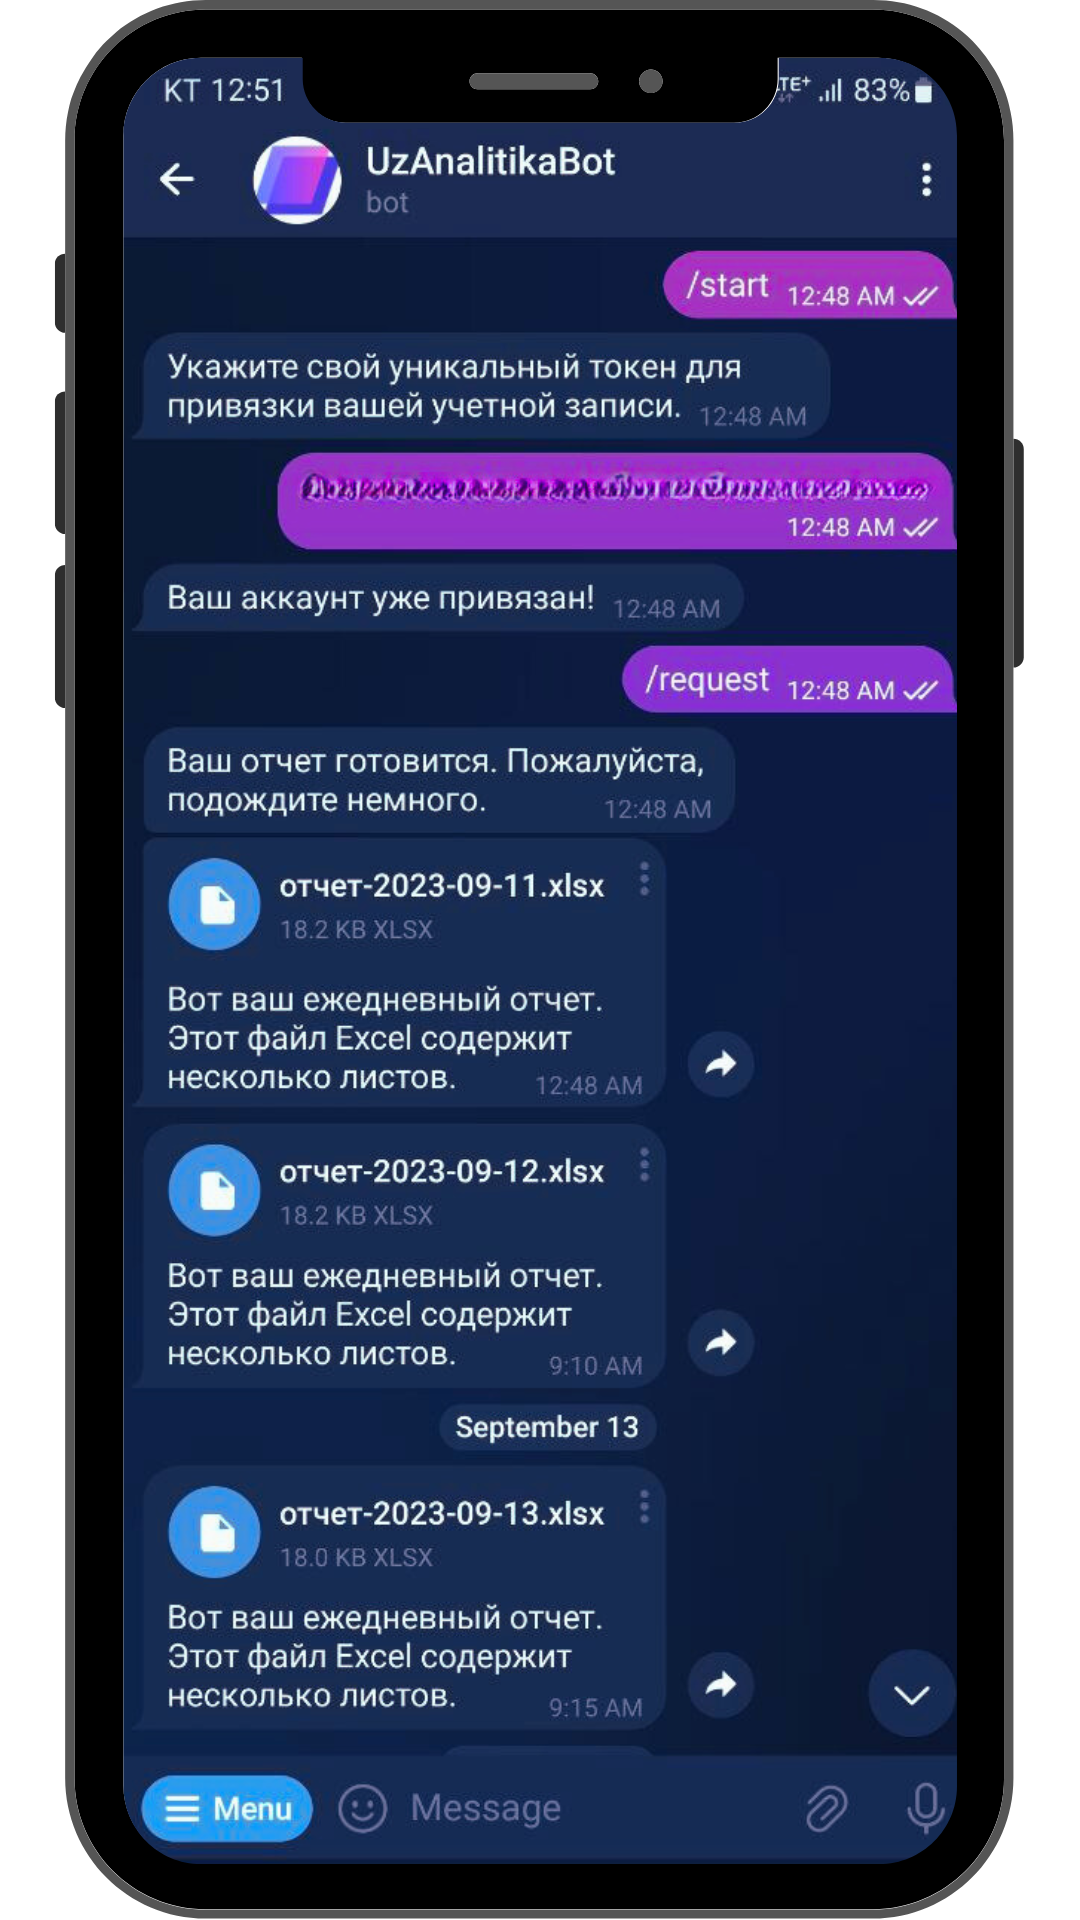 KT 12:51
TE+ 83%
UzAnalitikaBot
bot
/start 12:48 AM
Укажите свой уникальный токен для
привязки вашей учетной записи. 12:48 AM
12:48 AM
Ваш аккаунт уже привязан! 12:48 AM
/request 12:48 AM
Ваш отчет готовится. Пожалуйста,
подождите немного. 12:48 AM
отчет-2023-09-11.xlsx
18.2 KB XLSX
Вот ваш ежедневный отчет.
Этот файл Excel содержит
несколько листов. 12:48 AM
отчет-2023-09-12.xlsx
18.2 KB XLSX
Вот ваш ежедневный отчет.
Этот файл Excel содержит
несколько листов. 9:10 AM
September 13
отчет-2023-09-13.xlsx
18.0 KB XLSX
Вот ваш ежедневный отчет.
Этот файл Excel содержит
несколько листов. 9:15 AM
Menu Message